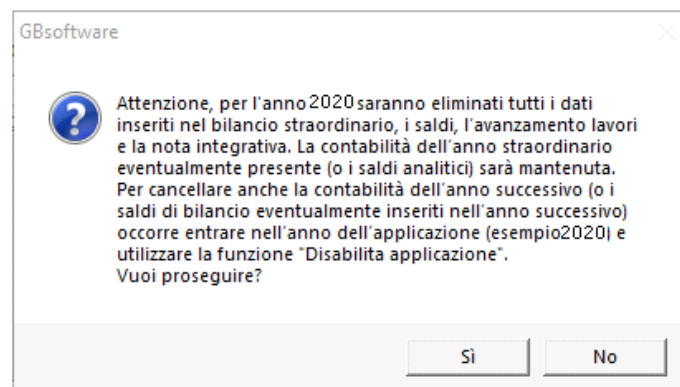 GBsoftware
Attenzione, per l'anno 2020 saranno eliminati tutti i dati
inseriti nel bilancio straordinario, i saldi, l'avanzamento lavori
e la nota integrativa. La contabilità dell'anno straordinario
eventualmente presente (o i saldi analitici) sarà mantenuta.
Per cancellare anche la contabilità dell'anno successivo (o i
saldi di bilancio eventualmente inseriti nell'anno successivo)
occorre entrare nell'anno dell'applicazione (esempio2020) e
utilizzare la funzione "Disabilita applicazione".
Vuoi proseguire?
Sì
No